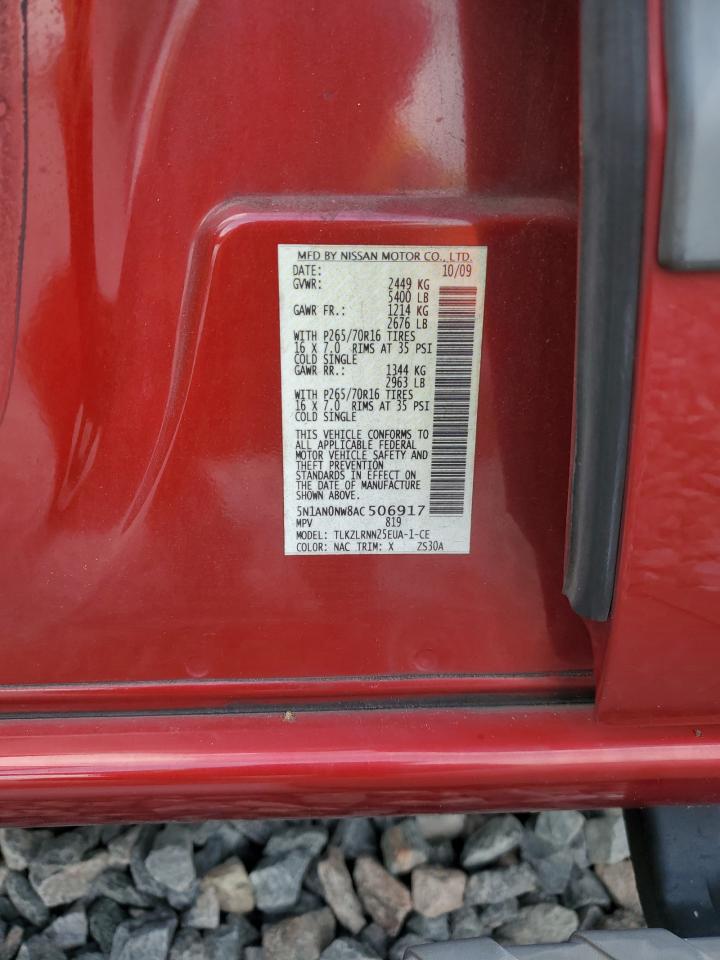 MFD BY NISSAN MOTOR CO., LTD.
DATE: 10/09
GVWR: 2449 KG
5400 LB
GAWR FR.: 1214 KG
2676 LB
WITH P265/70R16 TIRES
16 X 7.0 RIMS AT 35 PSI
COLD SINGLE
GAWR RR.: 1344 KG
2963 LB
WITH P265/70R16 TIRES
16 X 7.0 RIMS AT 35 PSI
COLD SINGLE
THIS VEHICLE CONFORMS TO
ALL APPLICABLE FEDERAL
MOTOR VEHICLE SAFETY AND
THEFT PREVENTION
STANDARDS IN EFFECT ON
THE DATE OF MANUFACTURE
SHOWN ABOVE.
5N1AN0NW8AC506917
MPV 819
MODEL: TLKZLRNN25EUA-1-CE
COLOR: NAC TRIM: X ZS30A